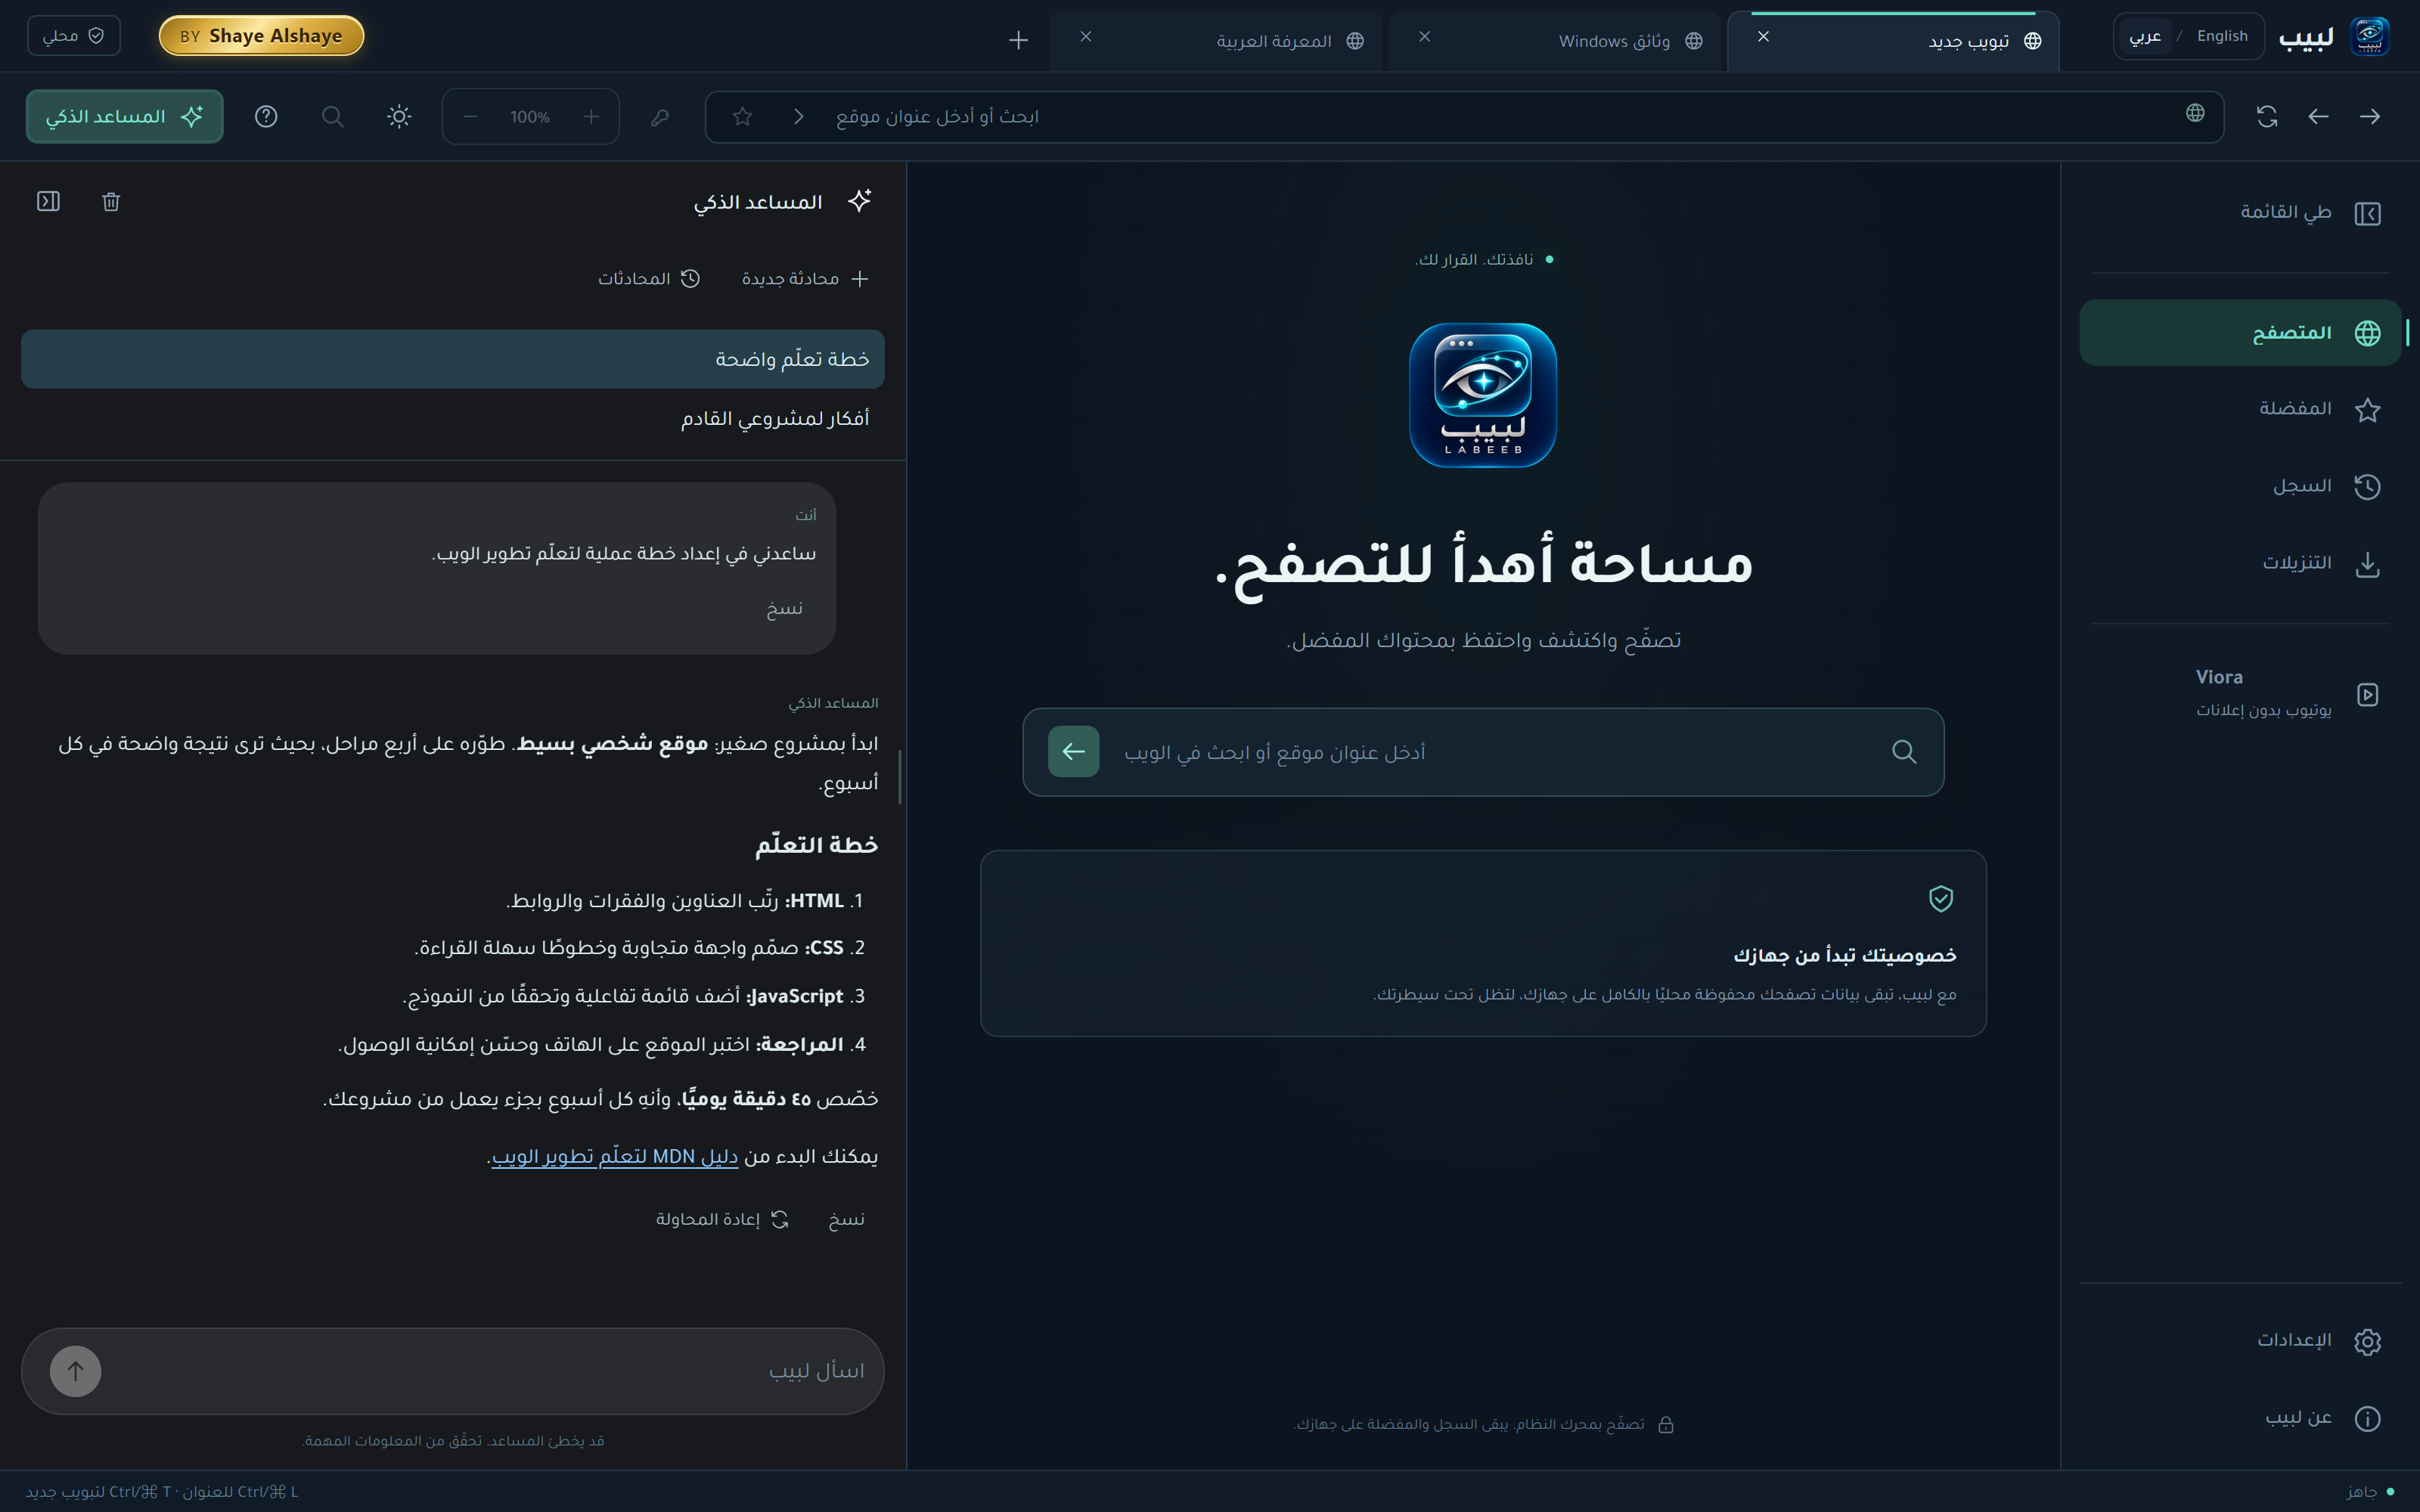 لبيب
English / عربي
تبويب جديد
وثائق Windows
المعرفة العربية
BY Shaye Alshaye
محلي
ابحث أو أدخل عنوان موقع
100%
المساعد الذكي
طي القائمة
المتصفح
المفضلة
السجل
التنزيلات
Viora
يوتيوب بدون إعلانات
الإعدادات
عن لبيب
نافذتك. القرار لك.
لبيب
LABEEB
مساحة أهدأ للتصفح.
تصفّح واكتشف واحتفظ بمحتواك المفضل.
أدخل عنوان موقع أو ابحث في الويب
خصوصيتك تبدأ من جهازك
مع لبيب، تبقى بيانات تصفحك محفوظة محليًا بالكامل على جهازك، لتظل تحت سيطرتك.
تصفّح بمحرك النظام. يبقى السجل والمفضلة على جهازك.
المساعد الذكي
محادثة جديدة
المحادثات
خطة تعلّم واضحة
أفكار لمشروعي القادم
أنت
ساعدني في إعداد خطة عملية لتعلّم تطوير الويب.
نسخ
المساعد الذكي
ابدأ بمشروع صغير: موقع شخصي بسيط. طوّره على أربع مراحل، بحيث ترى نتيجة واضحة في كل
أسبوع.
خطة التعلّم
1. HTML: رتّب العناوين والفقرات والروابط.
2. CSS: صمّم واجهة متجاوبة وخطوطًا سهلة القراءة.
3. JavaScript: أضف قائمة تفاعلية وتحققًا من النموذج.
4. المراجعة: اختبر الموقع على الهاتف وحسّن إمكانية الوصول.
خصّص ٤٥ دقيقة يوميًا، وأنهِ كل أسبوع بجزء يعمل من مشروعك.
يمكنك البدء من دليل MDN لتعلّم تطوير الويب.
نسخ
إعادة المحاولة
اسأل لبيب
قد يخطئ المساعد. تحقّق من المعلومات المهمة.
جاهز
Ctrl/⌘ L للعنوان · Ctrl/⌘ T لتبويب جديد